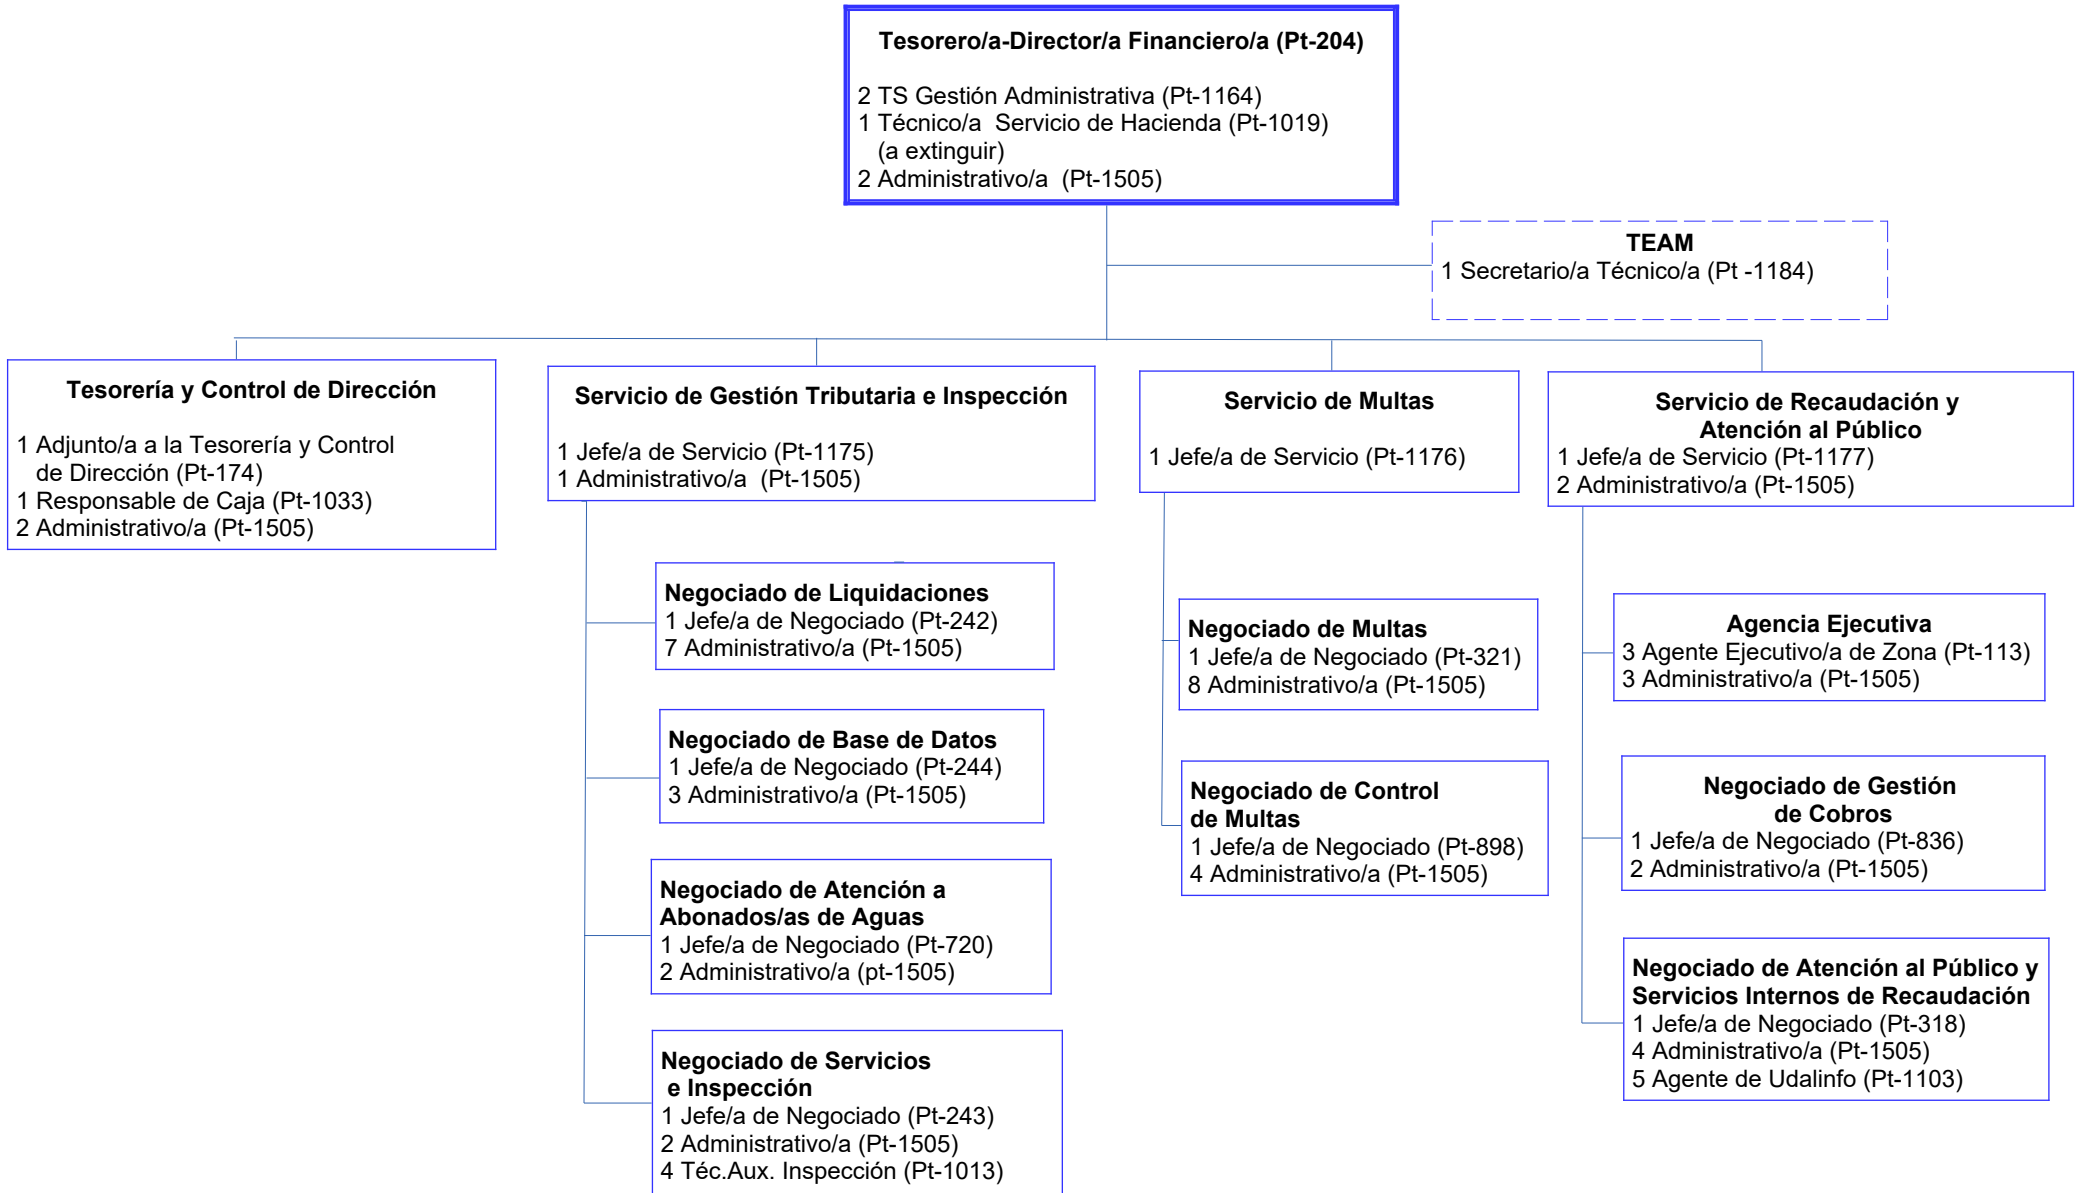 Tesorero/a-Director/a Financiero/a (Pt-204)
2 TS Gestión Administrativa (Pt-1164)
1 Técnico/a  Servicio de Hacienda (Pt-1019)
(a extinguir)
2 Administrativo/a  (Pt-1505)
TEAM
1 Secretario/a Técnico/a (Pt -1184)
Tesorería y Control de Dirección
1 Adjunto/a a la Tesorería y Control
de Dirección (Pt-174)
1 Responsable de Caja (Pt-1033)
2 Administrativo/a (Pt-1505)
Servicio de Gestión Tributaria e Inspección
1 Jefe/a de Servicio (Pt-1175)
1 Administrativo/a  (Pt-1505)
Negociado de Liquidaciones
1 Jefe/a de Negociado (Pt-242)
7 Administrativo/a (Pt-1505)
Negociado de Base de Datos
1 Jefe/a de Negociado (Pt-244)
3 Administrativo/a (Pt-1505)
Negociado de Atención a
Abonados/as de Aguas
1 Jefe/a de Negociado (Pt-720)
2 Administrativo/a (pt-1505)
Negociado de Servicios
e Inspección
1 Jefe/a de Negociado (Pt-243)
2 Administrativo/a (Pt-1505)
4 Téc.Aux. Inspección (Pt-1013)
Servicio de Multas
1 Jefe/a de Servicio (Pt-1176)
Negociado de Multas
1 Jefe/a de Negociado (Pt-321)
8 Administrativo/a (Pt-1505)
Negociado de Control
de Multas
1 Jefe/a de Negociado (Pt-898)
4 Administrativo/a (Pt-1505)
Servicio de Recaudación y
Atención al Público
1 Jefe/a de Servicio (Pt-1177)
2 Administrativo/a (Pt-1505)
Agencia Ejecutiva
3 Agente Ejecutivo/a de Zona (Pt-113)
3 Administrativo/a (Pt-1505)
Negociado de Gestión
de Cobros
1 Jefe/a de Negociado (Pt-836)
2 Administrativo/a (Pt-1505)
Negociado de Atención al Público y
Servicios Internos de Recaudación
1 Jefe/a de Negociado (Pt-318)
4 Administrativo/a (Pt-1505)
5 Agente de Udalinfo (Pt-1103)